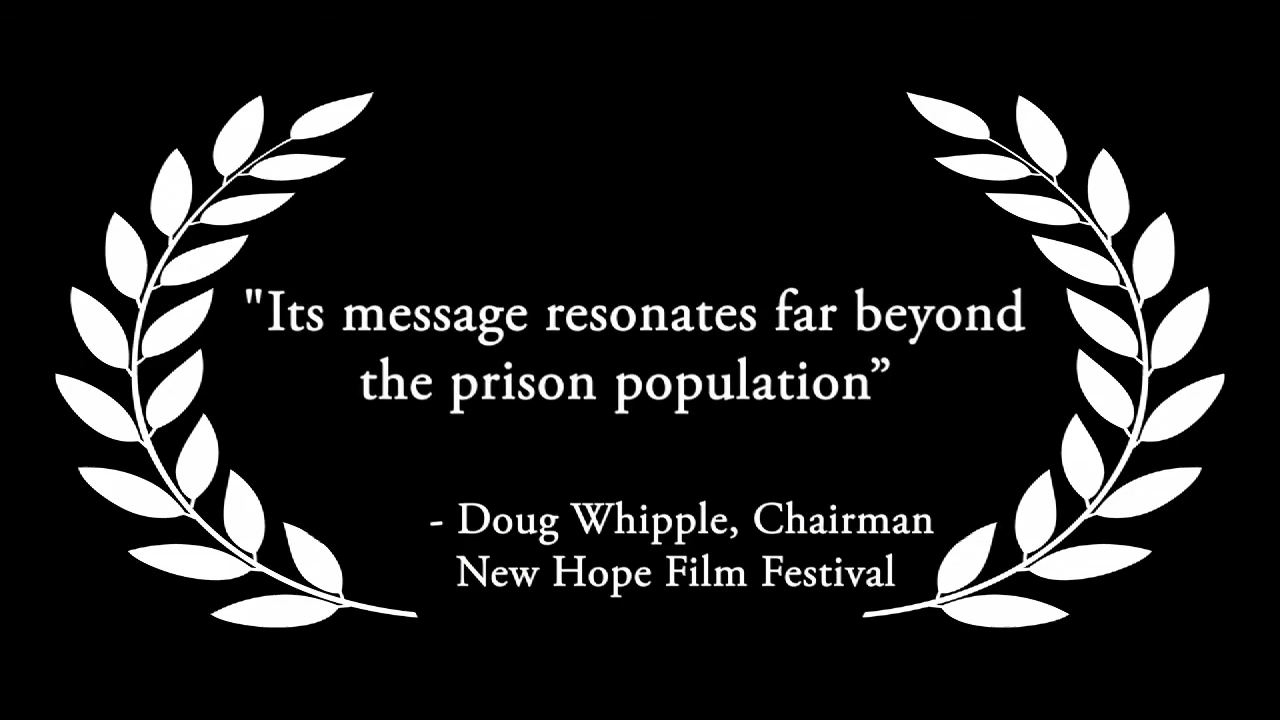 "Its message resonates far beyond
the prison population”
- Doug Whipple, Chairman
New Hope Film Festival